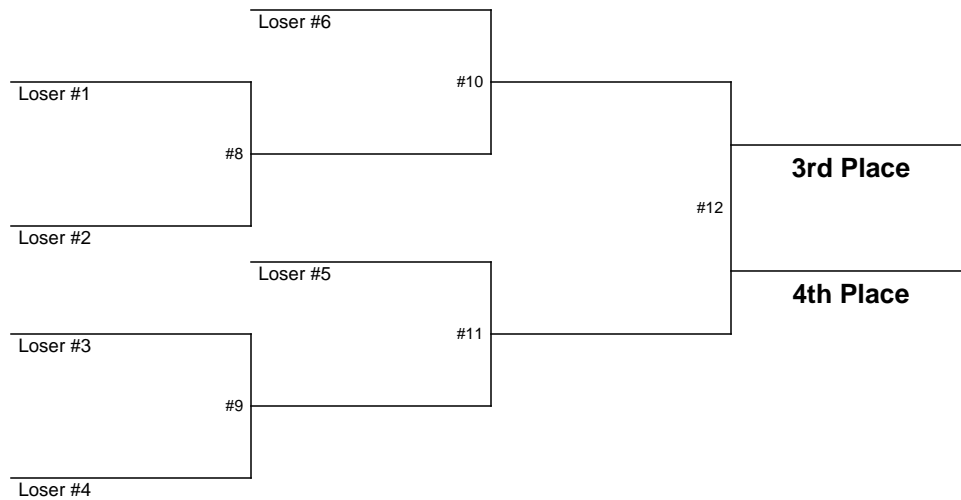 Loser #6
#10
Loser #1
#8
3rd Place
#12
Loser #2
Loser #5
4th Place
#11
Loser #3
#9
Loser #4